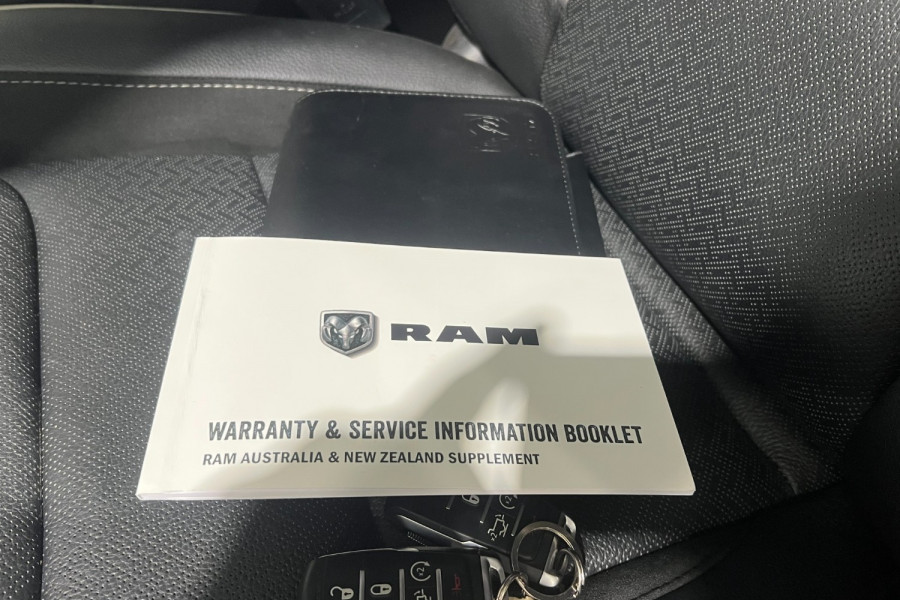 RAM
WARRANTY & SERVICE INFORMATION BOOKLET
RAM AUSTRALIA & NEW ZEALAND SUPPLEMENT